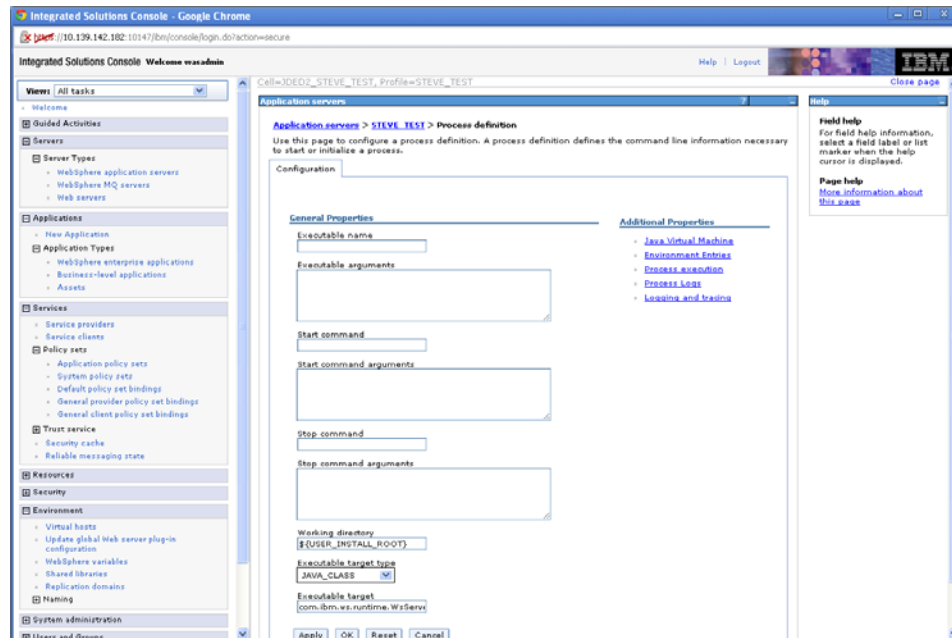 Integrated Solutions Console - Google Chrome
https://10.139.142.182:10147/ibm/console/login.do?action=secure
Integrated Solutions Console Welcome wasadmin
Help | Logout
IBM
View: All tasks
Welcome
Guided Activities
Servers
Server Types
WebSphere application servers
WebSphere MQ servers
Web servers
Applications
New Application
Application Types
WebSphere enterprise applications
Business-level applications
Assets
Services
Service providers
Service clients
Policy sets
Application policy sets
System policy sets
Default policy set bindings
General provider policy set bindings
General client policy set bindings
Trust service
Security cache
Reliable messaging state
Resources
Security
Environment
Virtual hosts
Update global Web server plug-in
configuration
WebSphere variables
Shared libraries
Replication domains
Naming
System administration
Users and Groups
Cell=JDED2_STEVE_TEST, Profile=STEVE_TEST
Close page
Application servers
?
Application servers > STEVE_TEST > Process definition
Use this page to configure a process definition. A process definition defines the command line information necessary
to start or initialize a process.
Configuration
General Properties
Executable name
Executable arguments
Start command
Start command arguments
Stop command
Stop command arguments
Working directory
${USER_INSTALL_ROOT}
Executable target type
JAVA_CLASS
Executable target
com.ibm.ws.runtime.WsServe
Apply OK Reset Cancel
Additional Properties
Java Virtual Machine
Environment Entries
Process execution
Process Logs
Logging and tracing
Help
Field help
For field help information,
select a field label or list
marker when the help
cursor is displayed.
Page help
More information about
this page